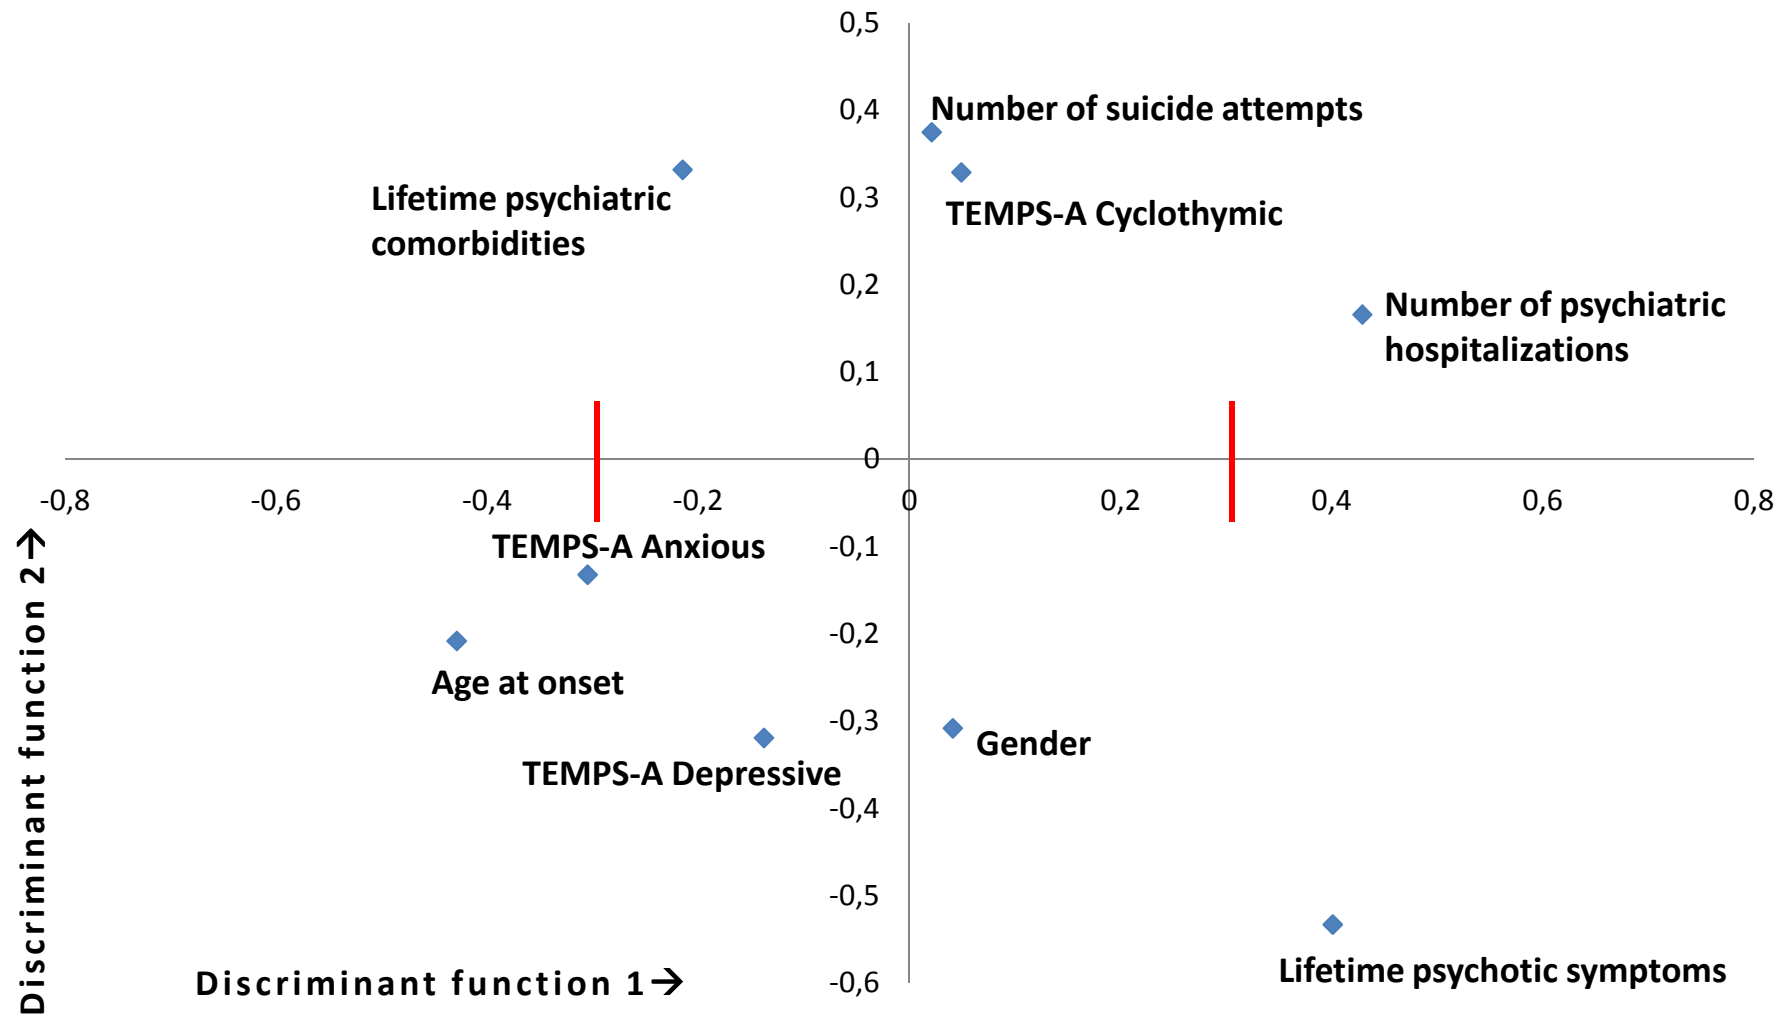 0,5
Number of suicide attempts
0,4
Lifetime psychiatric
comorbidities
0,3
TEMPS-A Cyclothymic
0,2
Number of psychiatric
hospitalizations
0,1
0
-0,8 -0,6 -0,4 -0,2 0 0,2 0,4 0,6 0,8
TEMPS-A Anxious
-0,1
-0,2
Age at onset
-0,3
Gender
TEMPS-A Depressive
-0,4
-0,5
Lifetime psychotic symptoms
-0,6
Discriminant function 1→
Discriminant function 2→